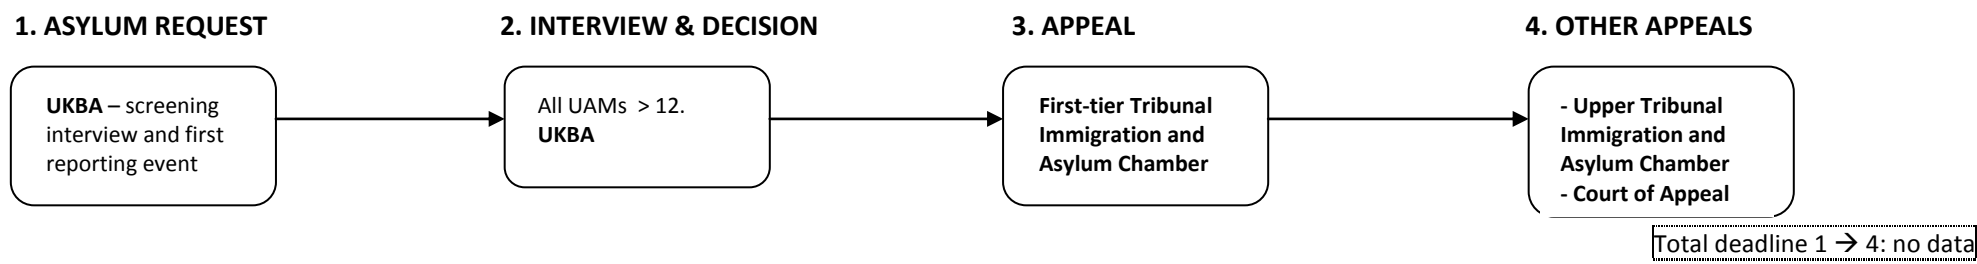 1. ASYLUM REQUEST
2. INTERVIEW & DECISION
3. APPEAL
4. OTHER APPEALS
UKBA – screening
interview and first
reporting event
All UAMs > 12.
UKBA
First-tier Tribunal
Immigration and
Asylum Chamber
- Upper Tribunal
Immigration and
Asylum Chamber
- Court of Appeal
Total deadline 1 → 4: no data